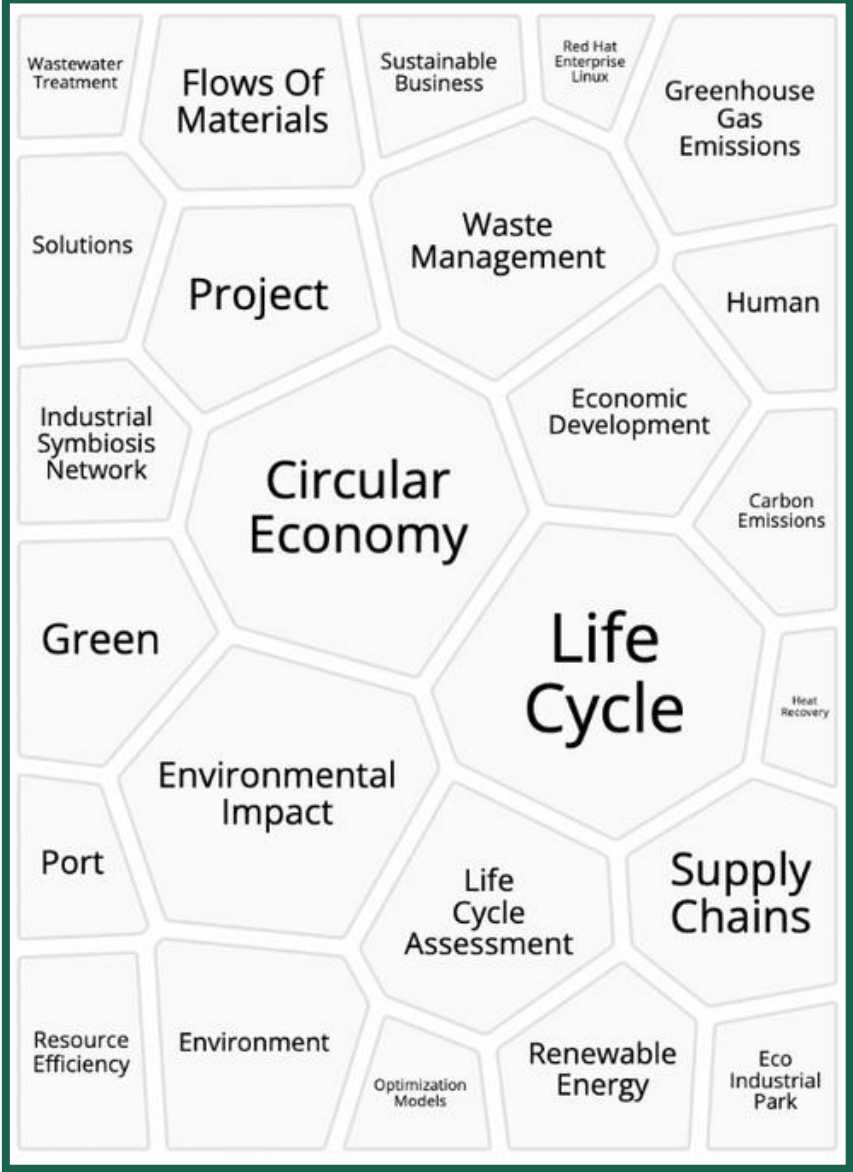 Wastewater
Treatment
Flows Of
Materials
Sustainable
Business
Red Hat
Enterprise
Linux
Greenhouse
Gas
Emissions
Solutions
Project
Waste
Management
Human
Industrial
Symbiosis
Network
Circular
Economy
Economic
Development
Carbon
Emissions
Green
Life
Cycle
Heat
Recovery
Environmental
Impact
Port
Life
Cycle
Assessment
Supply
Chains
Resource
Efficiency
Environment
Optimization
Models
Renewable
Energy
Eco
Industrial
Park